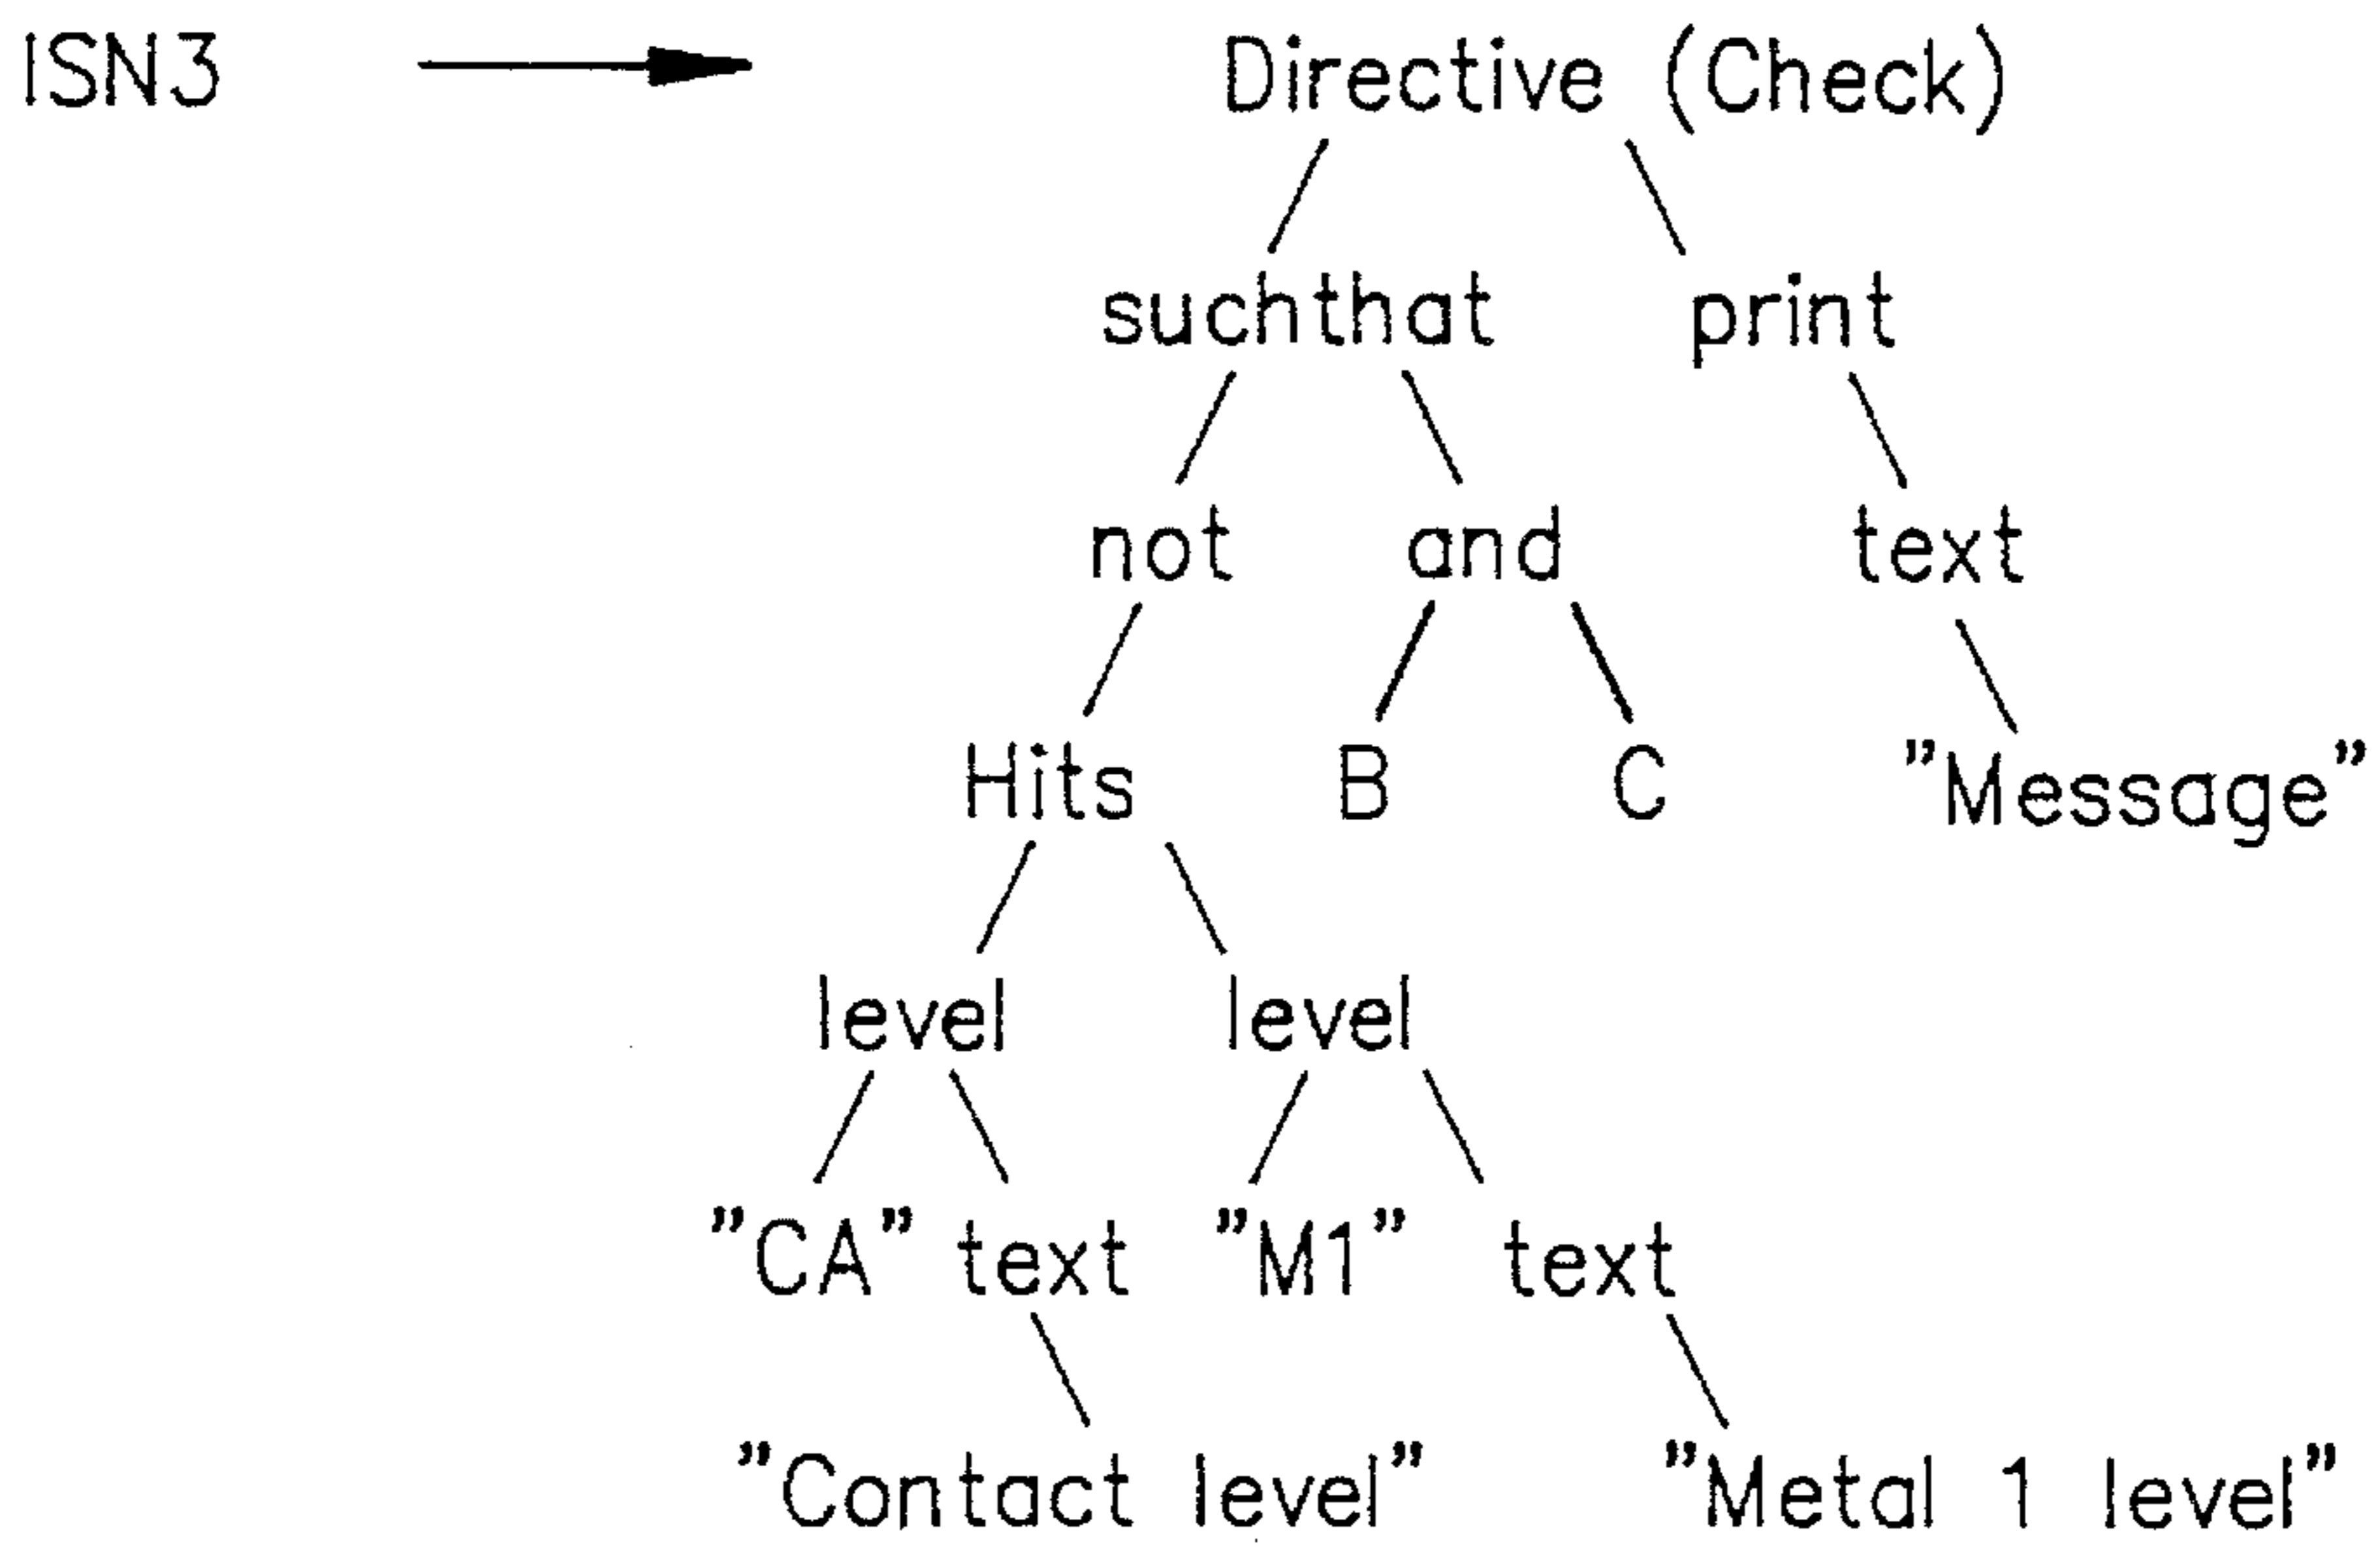 ISN3 Directive (Check)
suchthat print
not and text
Hits B C "Message"
level level
"CA" text "M1" text
"Contact level" "Metal 1 level"